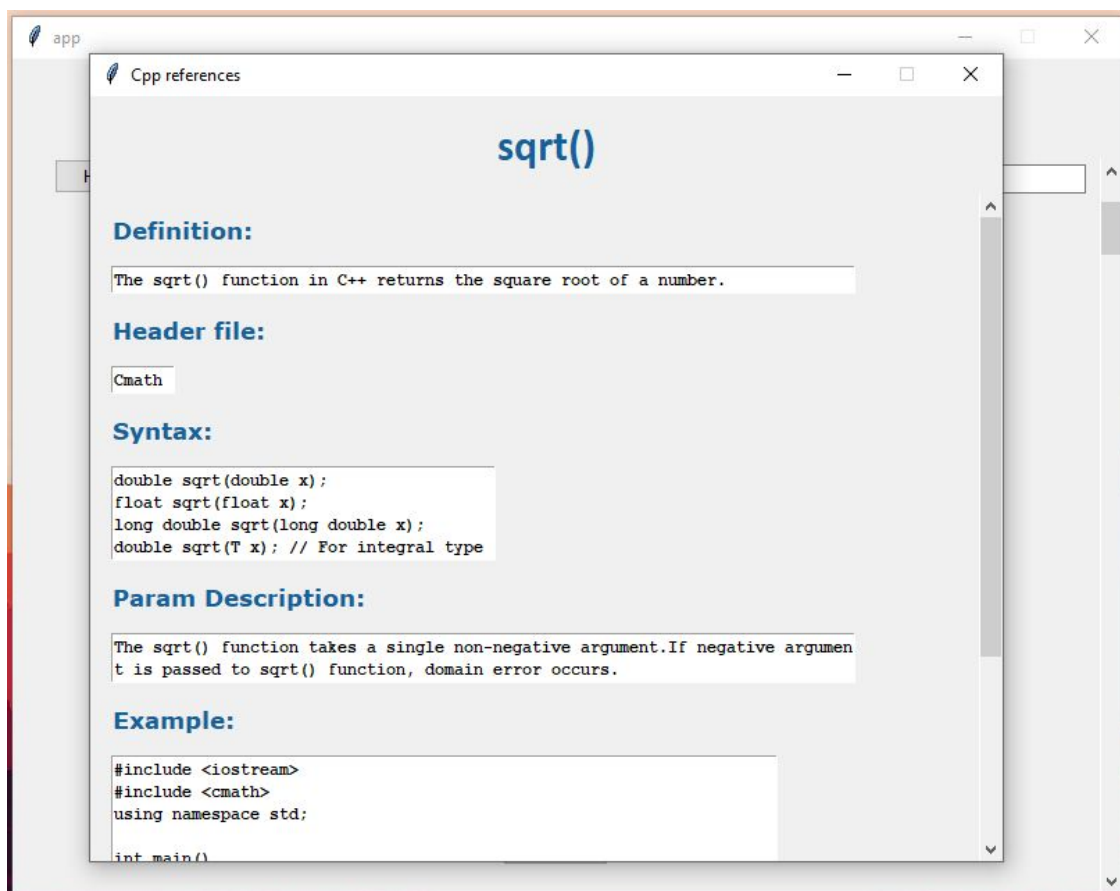 app
Cpp references
sqrt()
H
Definition:
The sqrt() function in C++ returns the square root of a number.
Header file:
Cmath
Syntax:
double sqrt(double x);
float sqrt(float x);
long double sqrt(long double x);
double sqrt(T x); // For integral type
Param Description:
The sqrt() function takes a single non-negative argument.If negative argumen
t is passed to sqrt() function, domain error occurs.
Example:
#include <iostream>
#include <cmath>
using namespace std;
int main()